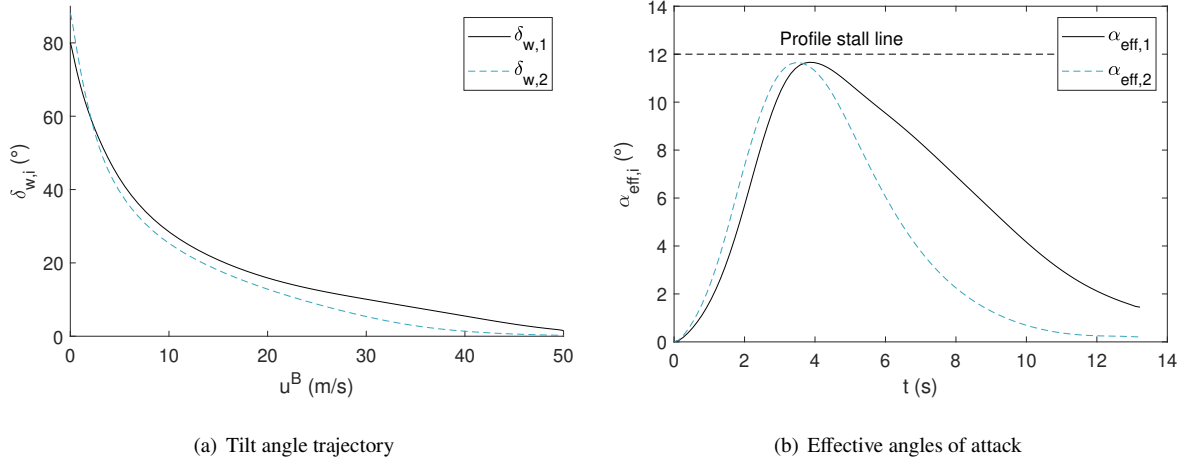 δw,1
δw,2
80
60
40
20
0
δw,i (°)
0 10 20 30 40 50
uB (m/s)
(a) Tilt angle trajectory
Profile stall line
αeff,1
αeff,2
14
12
10
8
6
4
2
0
αeff,i (°)
0 2 4 6 8 10 12 14
t (s)
(b) Effective angles of attack